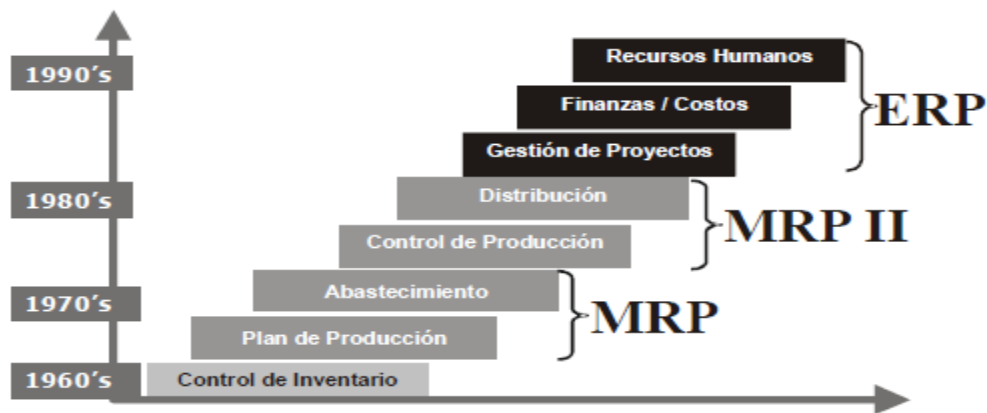 1990´s
Recursos Humanos
Finanzas / Costos
Gestión de Proyectos
ERP
1980´s
Distribución
Control de Producción
MRP II
1970´s
Abastecimiento
Plan de Producción
MRP
1960´s
Control de Inventario